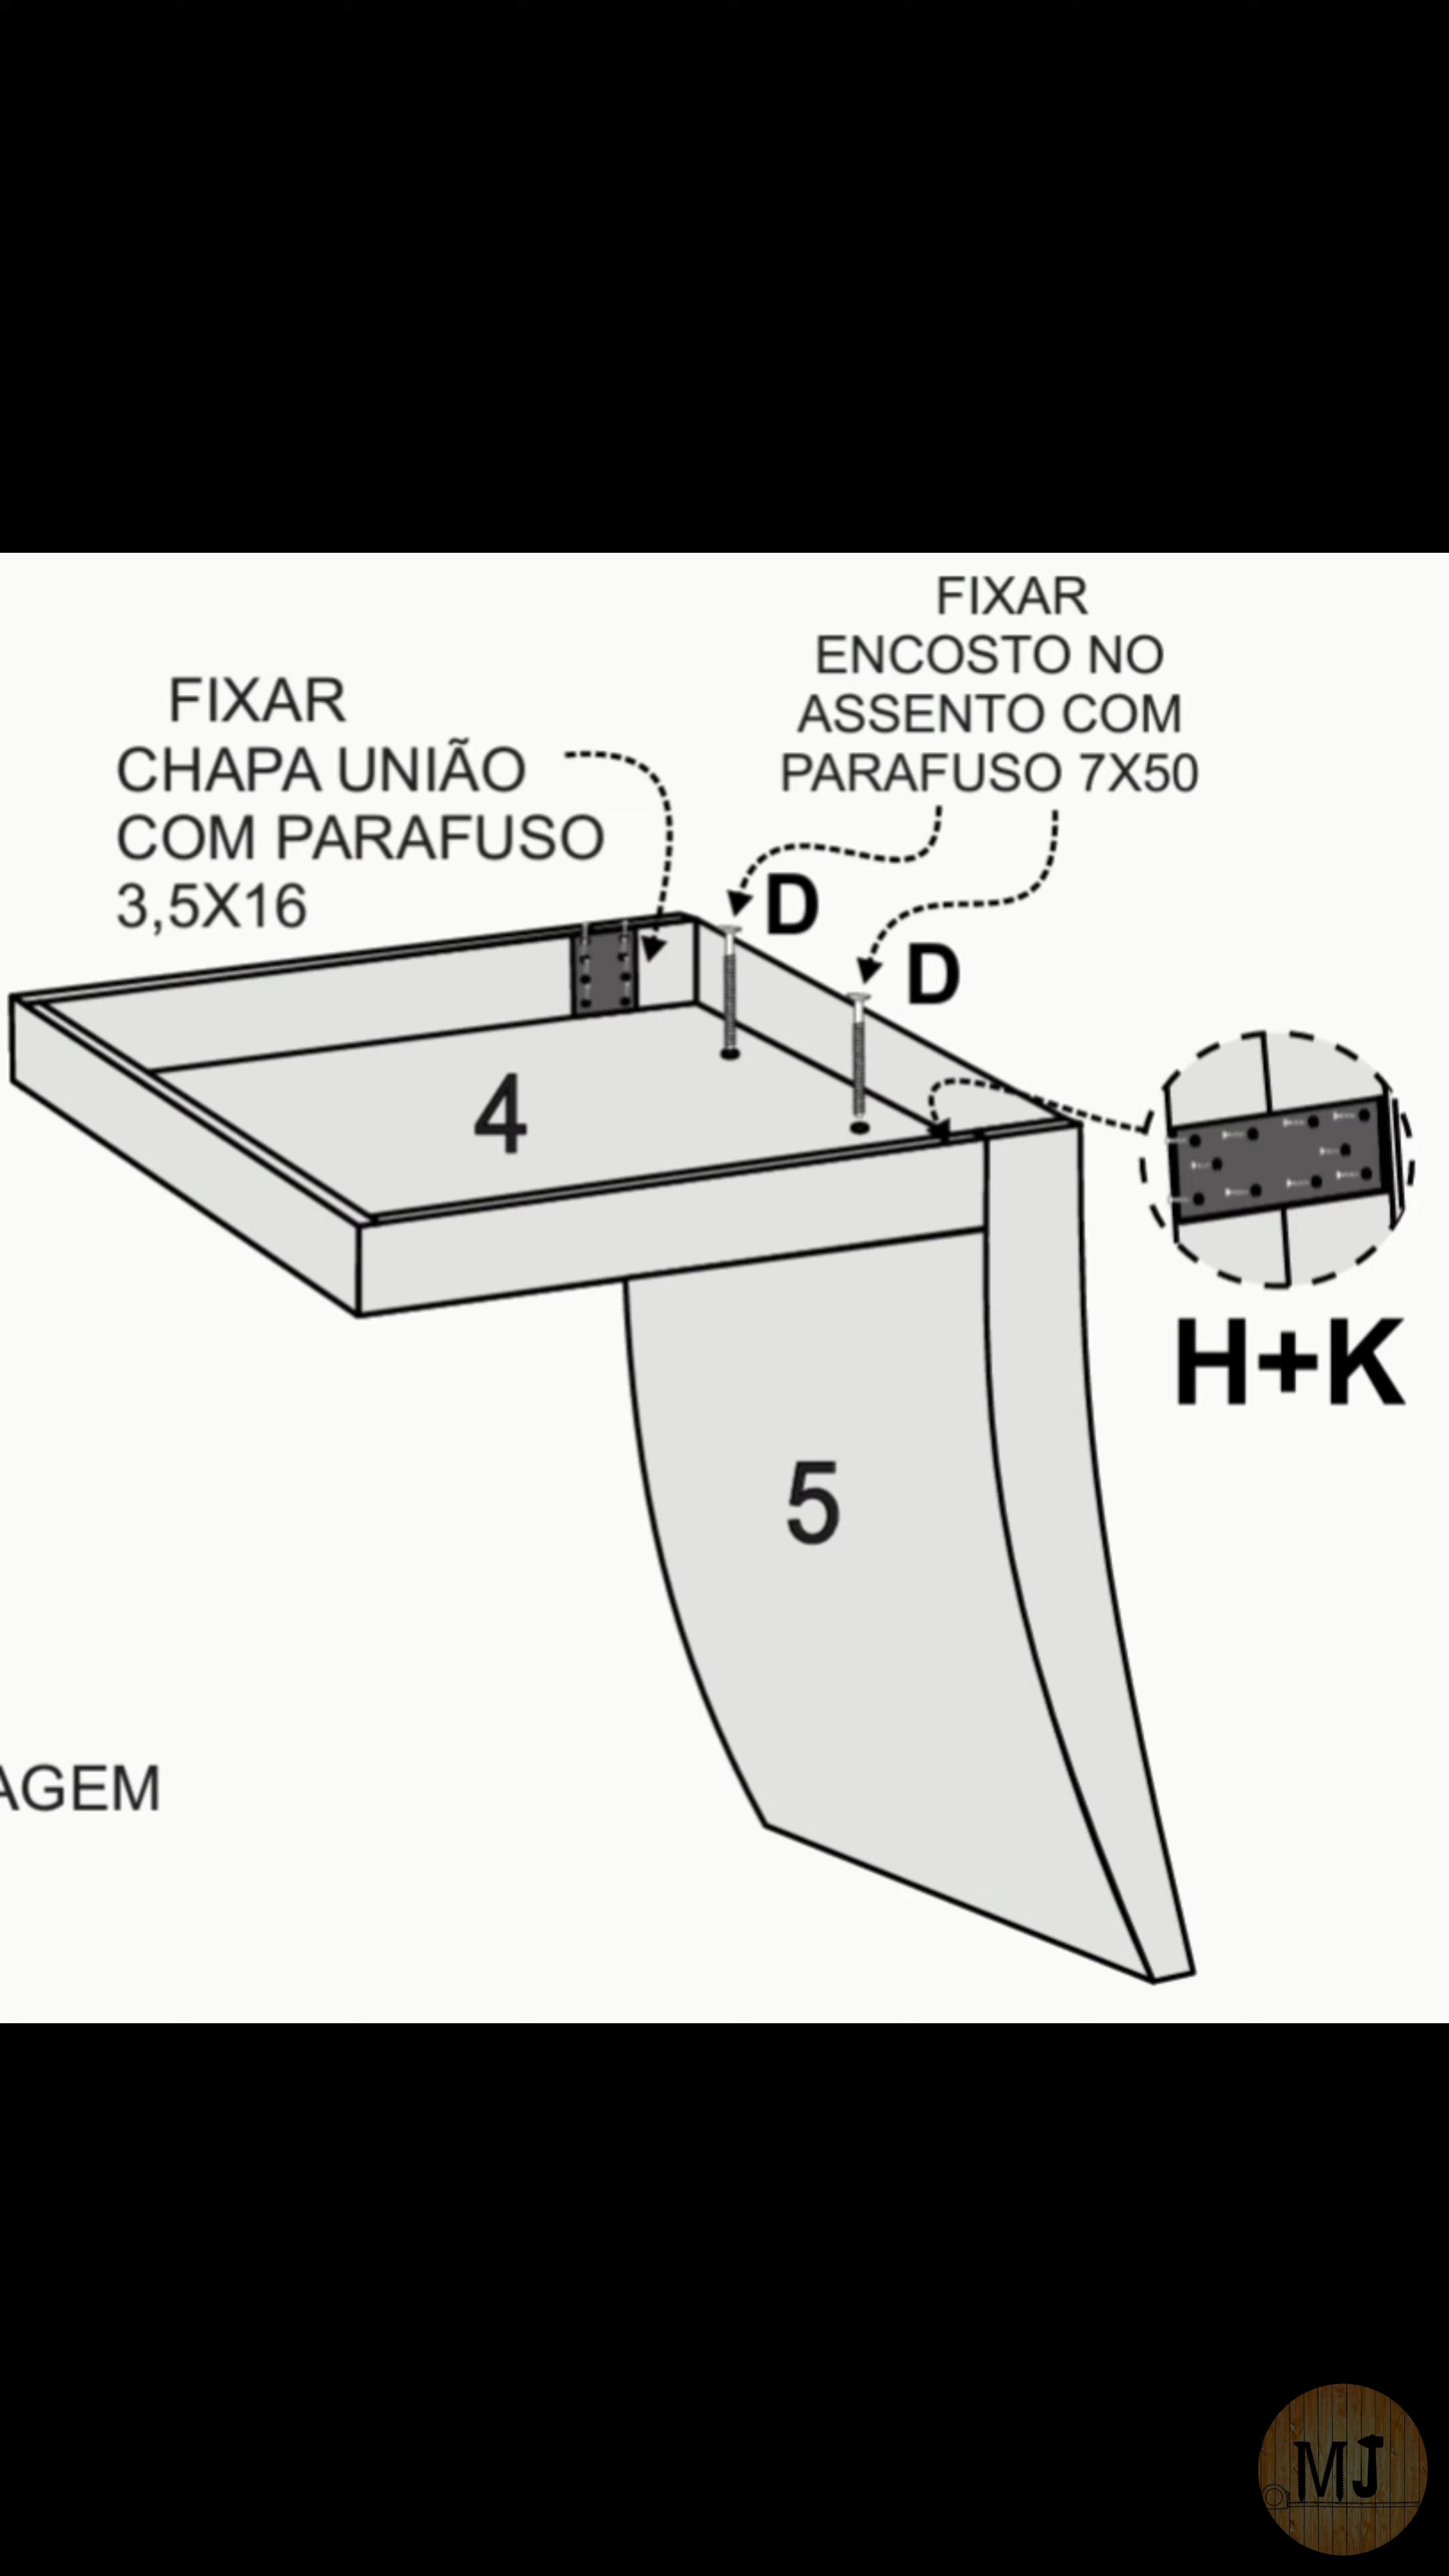 FIXAR
CHAPA UNIÃO
COM PARAFUSO
3,5X16
FIXAR
ENCOSTO NO
ASSENTO COM
PARAFUSO 7X50
D
D
4
H+K
5
AGEM
MJ